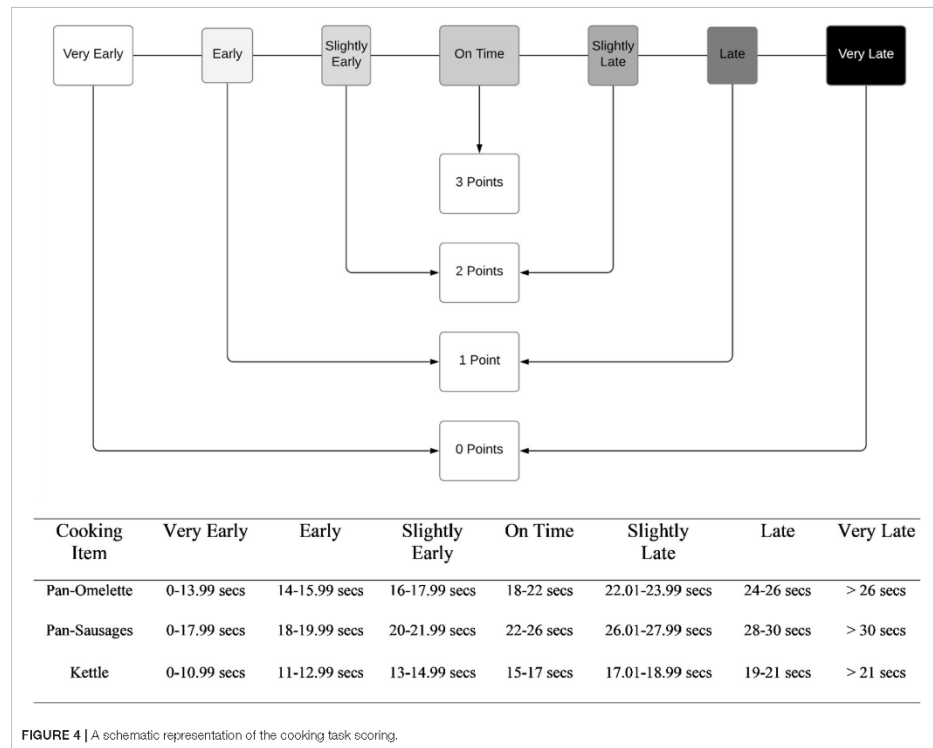 Very Early
Early
Slightly
Early
On Time
Slightly
Late
Late
Very Late
3 Points
2 Points
1 Point
0 Points
Cooking Item Very Early Early Slightly Early On Time Slightly Late Late Very Late
Pan-Omelette 0-13.99 secs 14-15.99 secs 16-17.99 secs 18-22 secs 22.01-23.99 secs 24-26 secs > 26 secs
Pan-Sausages 0-17.99 secs 18-19.99 secs 20-21.99 secs 22-26 secs 26.01-27.99 secs 28-30 secs > 30 secs
Kettle 0-10.99 secs 11-12.99 secs 13-14.99 secs 15-17 secs 17.01-18.99 secs 19-21 secs > 21 secs
FIGURE 4 | A schematic representation of the cooking task scoring.